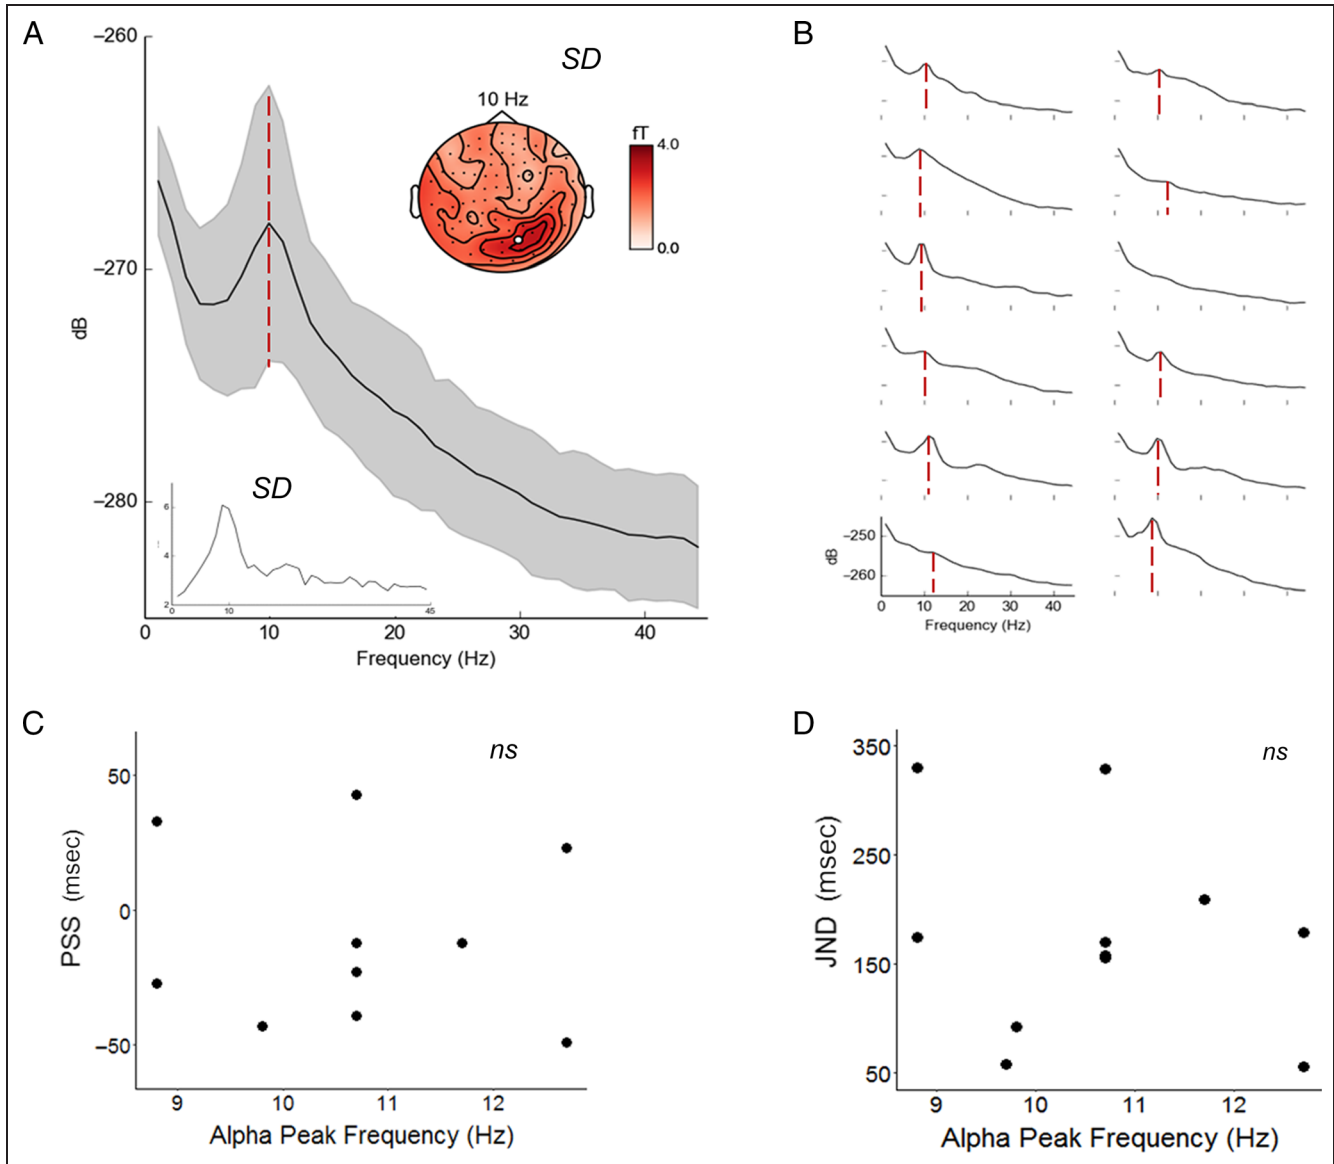 A
B
–260
SD
10 Hz
fT
4.0
0.0
–270
dB
–280
SD
6
4
2
0
10
45
0
10
20
30
40
Frequency (Hz)
–250
–260
dB
0
10
20
30
40
Frequency (Hz)
C
ns
50
0
–50
PSS (msec)
9
10
11
12
Alpha Peak Frequency (Hz)
D
ns
350
250
150
50
JND (msec)
9
10
11
12
Alpha Peak Frequency (Hz)